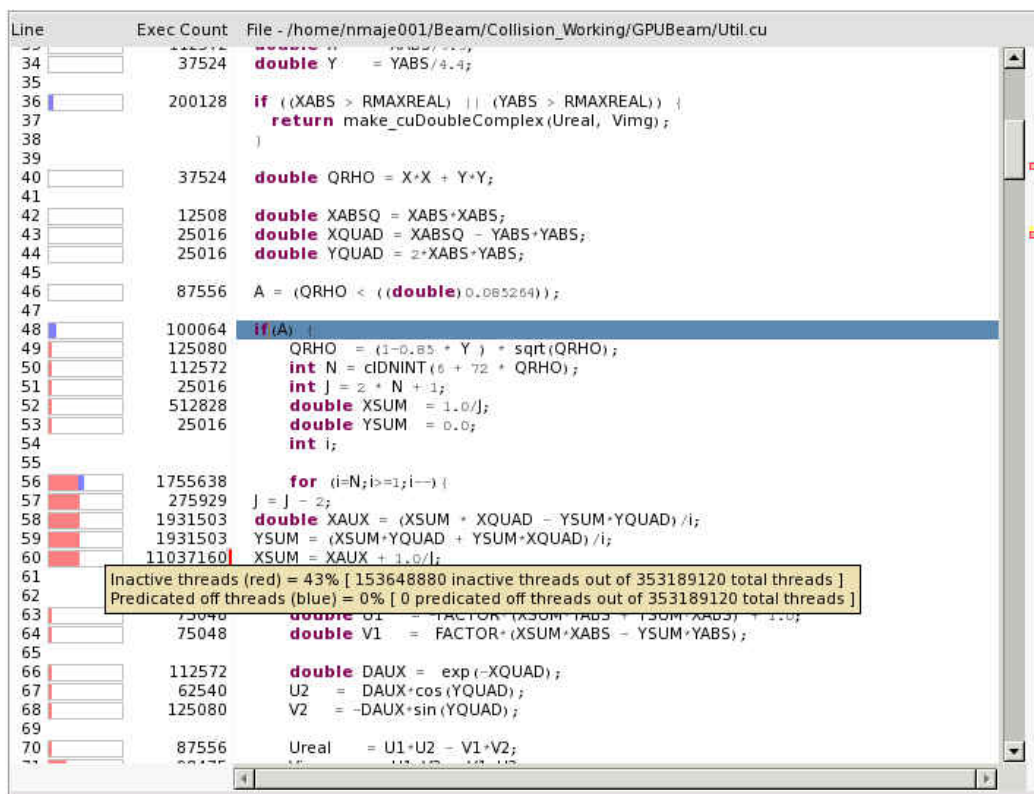 Line Exec Count File - /home/nmaje001/Beam/Collision_Working/GPUBeam/Util.cu
34 37524 double Y = YABS/4.4;
35
36 200128 if ((XABS > RMAXREAL) || (YABS > RMAXREAL)) {
37 return make_cuDoubleComplex(Ureal, Vimg);
38 }
39
40 37524 double QRHO = X*X + Y*Y;
41
42 12508 double XABSQ = XABS*XABS;
43 25016 double XQUAD = XABSQ - YABS*YABS;
44 25016 double YQUAD = 2*XABS*YABS;
45
46 87556 A = (QRHO < ((double)0.085264));
47
48 100064 if(A) {
49 125080 QRHO = (1-0.85 * Y ) * sqrt(QRHO);
50 112572 int N = cIDNINT(6 + 72 * QRHO);
51 25016 int J = 2 * N + 1;
52 512828 double XSUM = 1.0/J;
53 25016 double YSUM = 0.0;
54 int i;
55
56 1755638 for (i=N;i>=1;i--){
57 275929 J = J - 2;
58 1931503 double XAUX = (XSUM * XQUAD - YSUM*YQUAD)/i;
59 1931503 YSUM = (XSUM*YQUAD + YSUM*XQUAD)/i;
60 11037160 XSUM = XAUX + 1.0/J;
61 Inactive threads (red) = 43% [ 153648880 inactive threads out of 353189120 total threads ]
62 Predicated off threads (blue) = 0% [ 0 predicated off threads out of 353189120 total threads ]
63 75048 double U1
64 75048 double V1 = FACTOR*(XSUM*XABS - YSUM*YABS);
65
66 112572 double DAUX = exp(-XQUAD);
67 62540 U2 = DAUX*cos(YQUAD);
68 125080 V2 = -DAUX*sin(YQUAD);
69
70 87556 Ureal = U1*U2 - V1*V2;